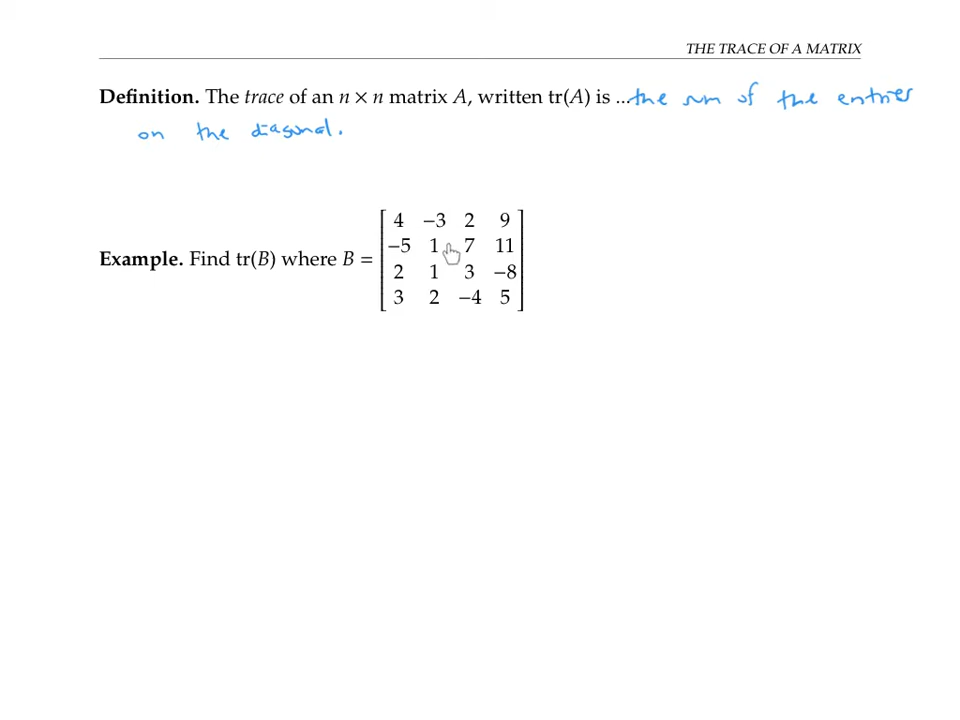 THE TRACE OF A MATRIX
Definition. The trace of an n × n matrix A, written tr(A) is ...the sum of the entries
on the diagonal.
4 −3 2 9
−5 1 7 11
Example. Find tr(B) where B =
2 1 3 −8
3 2 −4 5